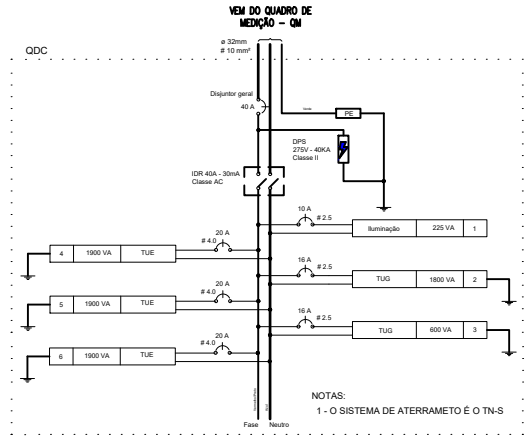 VEM DO QUADRO DE
MEDIÇÃO - QM
ø 32mm
# 10 mm²
QDC
Disjuntor geral
40 A
PE
DPS
275V - 40KA
Classe II
IDR 40A - 30mA
Classe AC
10 A
# 2.5
Iluminação 225 VA 1
20 A
# 4.0
4 1900 VA TUE
16 A
# 2.5
TUG 1800 VA 2
20 A
# 4.0
5 1900 VA TUE
16 A
# 2.5
TUG 600 VA 3
20 A
# 4.0
6 1900 VA TUE
NOTAS:
1 - O SISTEMA DE ATERRAMETO É O TN-S
Fase Neutro